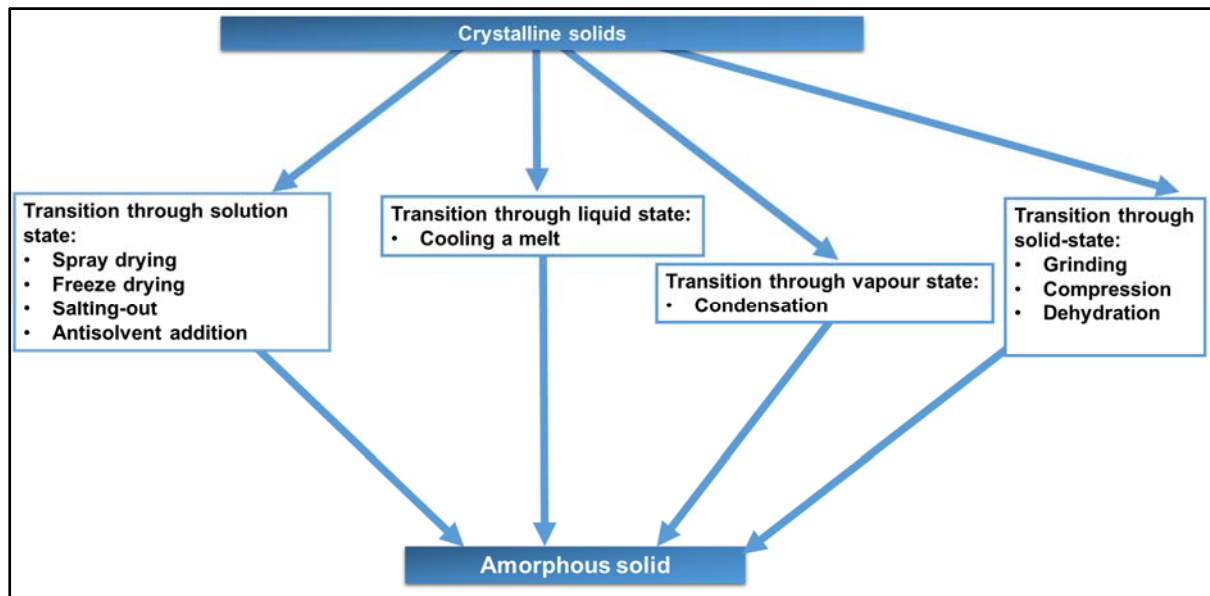 Crystalline solids
Transition through solution
state:
• Spray drying
• Freeze drying
• Salting-out
• Antisolvent addition
Transition through liquid state:
• Cooling a melt
Transition through vapour state:
• Condensation
Transition through
solid-state:
• Grinding
• Compression
• Dehydration
Amorphous solid